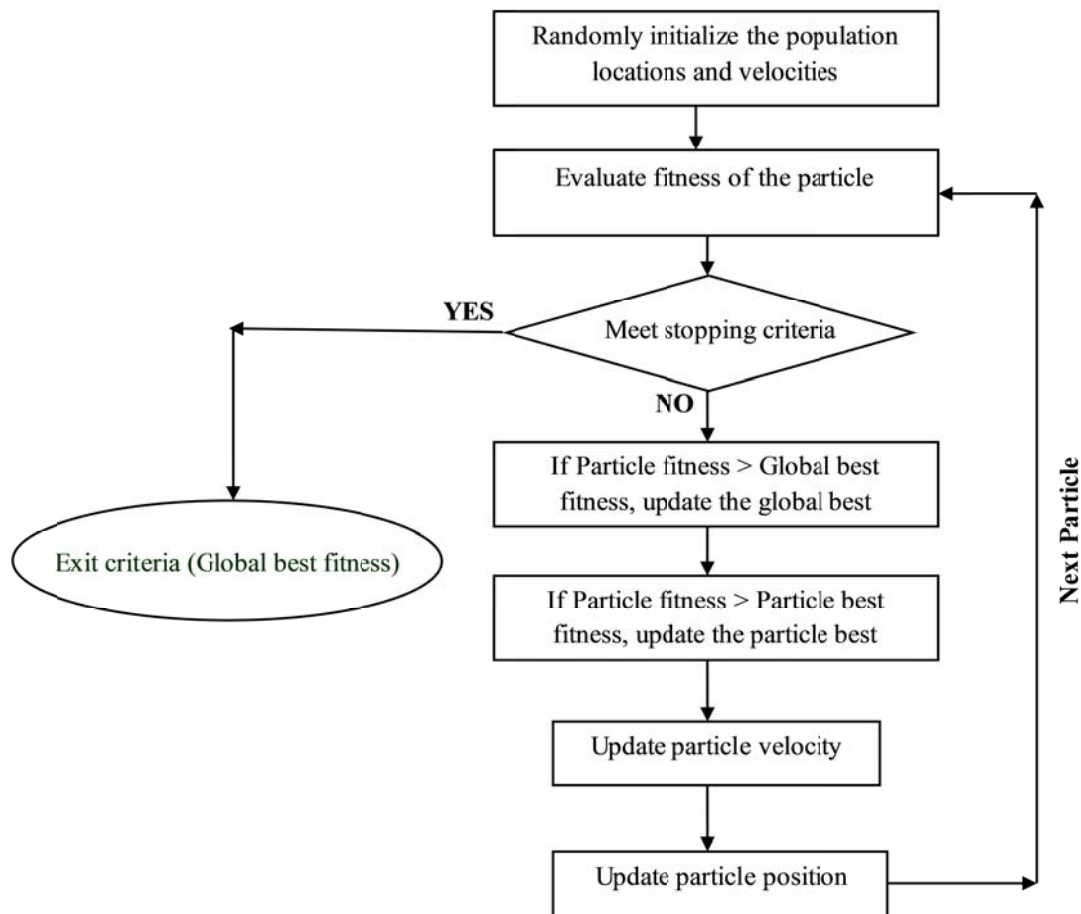 Randomly initialize the population
locations and velocities
Evaluate fitness of the particle
YES
Meet stopping criteria
NO
If Particle fitness > Global best
fitness, update the global best
Exit criteria (Global best fitness)
If Particle fitness > Particle best
fitness, update the particle best
Update particle velocity
Update particle position
Next Particle